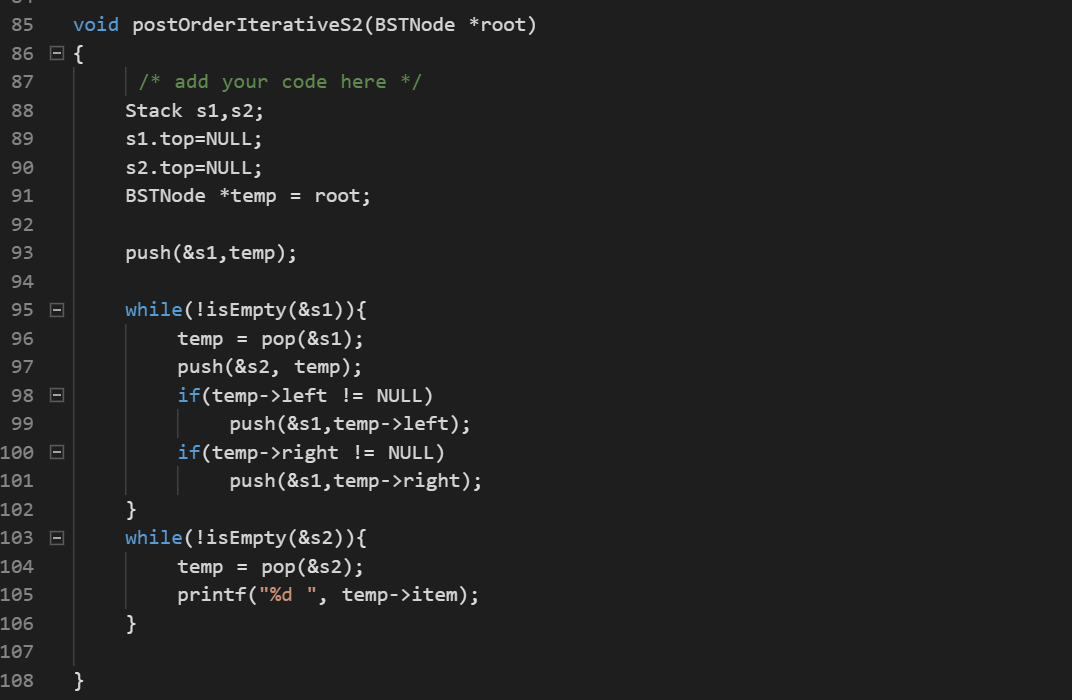 85 void postOrderIterativeS2(BSTNode *root)
86 {
87 /* add your code here */
88 Stack s1,s2;
89 s1.top=NULL;
90 s2.top=NULL;
91 BSTNode *temp = root;
92
93 push(&s1,temp);
94
95 while(!isEmpty(&s1)){
96 temp = pop(&s1);
97 push(&s2, temp);
98 if(temp->left != NULL)
99 push(&s1,temp->left);
100 if(temp->right != NULL)
101 push(&s1,temp->right);
102 }
103 while(!isEmpty(&s2)){
104 temp = pop(&s2);
105 printf("%d ", temp->item);
106 }
107
108 }